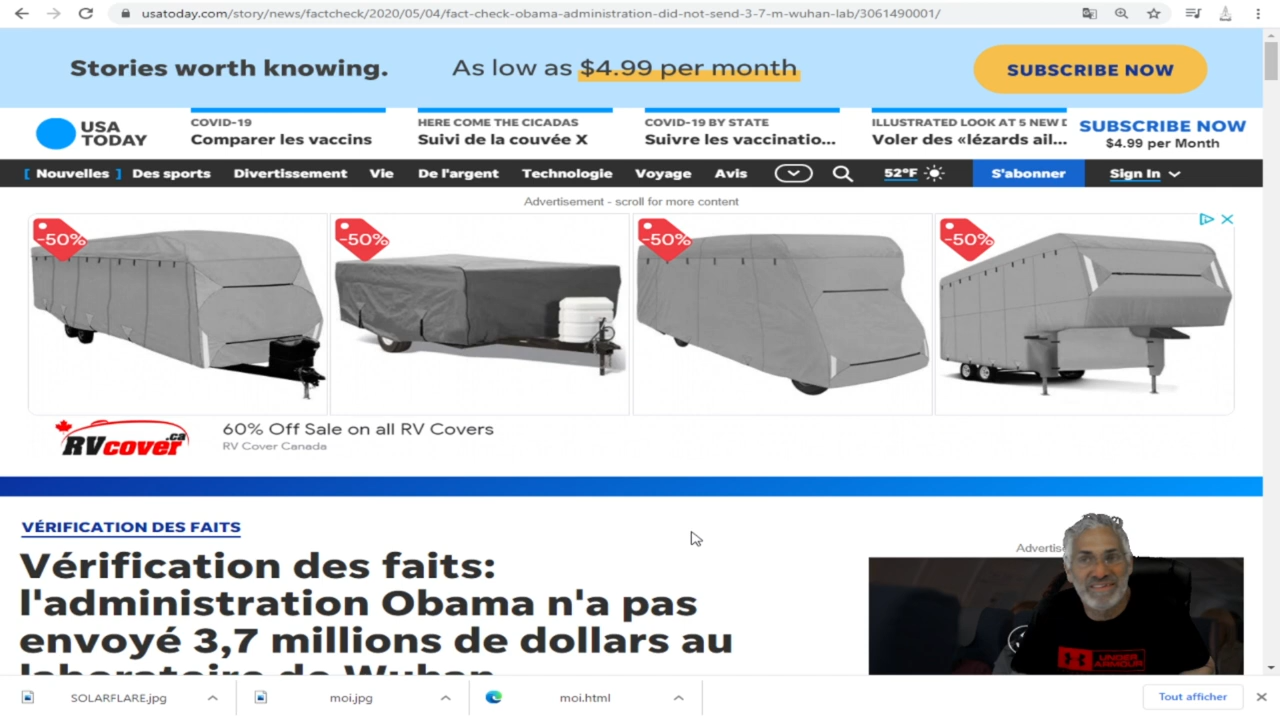 usatoday.com/story/news/factcheck/2020/05/04/fact-check-obama-administration-did-not-send-3-7-m-wuhan-lab/3061490001/
Stories worth knowing. As low as $4.99 per month SUBSCRIBE NOW
USA TODAY
COVID-19
Comparer les vaccins
HERE COME THE CICADAS
Suivi de la couvée X
COVID-19 BY STATE
Suivre les vaccinatio...
ILLUSTRATED LOOK AT 5 NEW D
Voler des «lézards ail...
SUBSCRIBE NOW
$4.99 per Month
[ Nouvelles ] Des sports Divertissement Vie De l'argent Technologie Voyage Avis 52°F S'abonner Sign In
Advertisement - scroll for more content
-50% -50% -50% -50%
RVcover.ca
60% Off Sale on all RV Covers
RV Cover Canada
VÉRIFICATION DES FAITS
Vérification des faits:
l'administration Obama n'a pas
envoyé 3,7 millions de dollars au
laboratoire de Wuhan
Advertise
UNDER ARMOUR
SOLARFLARE.jpg moi.jpg moi.html Tout afficher